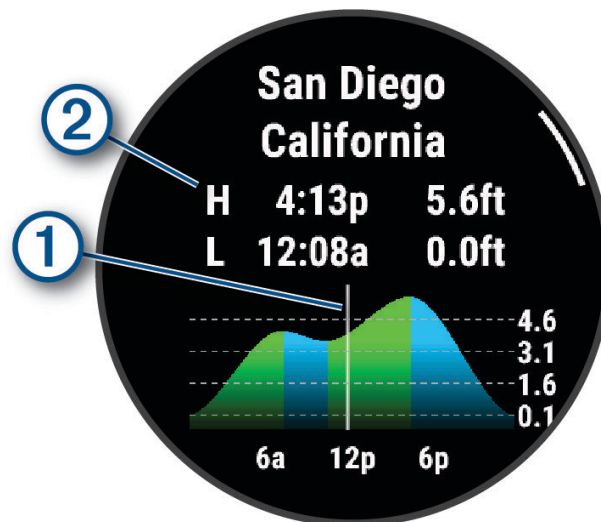 San Diego
California
2
H 4:13p 5.6ft
1
L 12:08a 0.0ft
4.6
3.1
1.6
0.1
6a 12p 6p